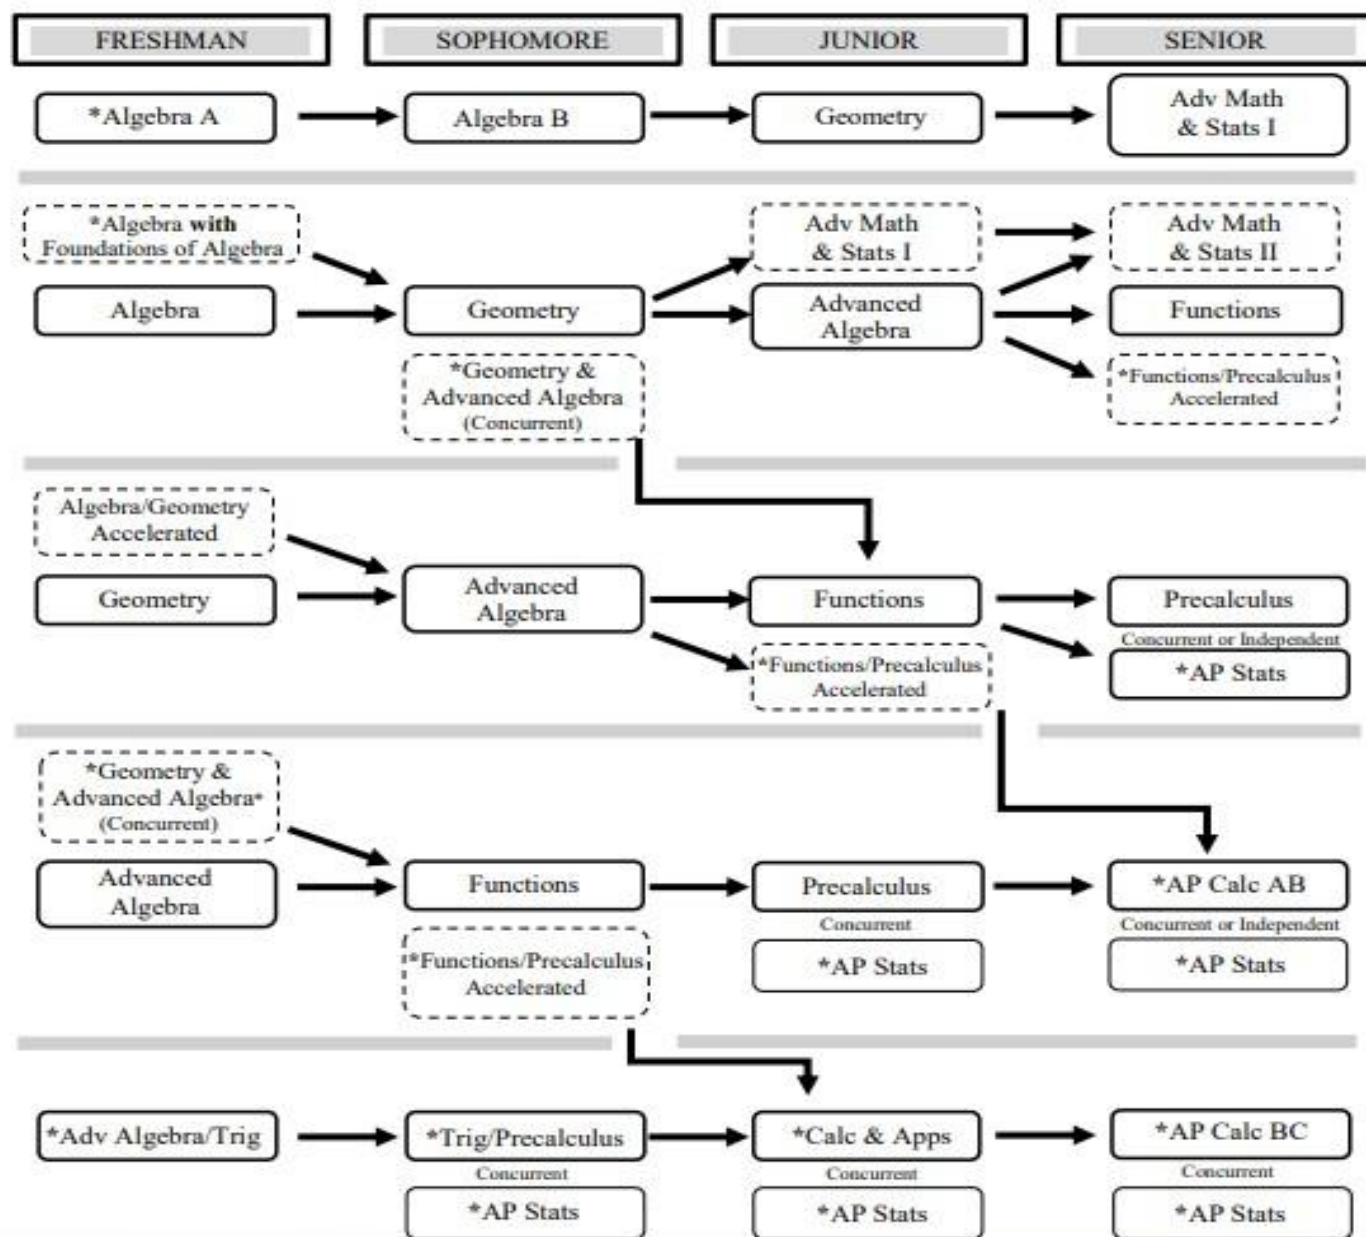 FRESHMAN
SOPHOMORE
JUNIOR
SENIOR
*Algebra A
Algebra B
Geometry
Adv Math
& Stats I
*Algebra with
Foundations of Algebra
Adv Math
& Stats I
Adv Math
& Stats II
Algebra
Geometry
Advanced
Algebra
Functions
*Geometry &
Advanced Algebra
(Concurrent)
*Functions/Precalculus
Accelerated
Algebra/Geometry
Accelerated
Geometry
Advanced
Algebra
Functions
Precalculus
Concurrent or Independent
*Functions/Precalculus
Accelerated
*AP Stats
*Geometry &
Advanced Algebra*
(Concurrent)
Advanced
Algebra
Functions
Precalculus
Concurrent
*AP Calc AB
Concurrent or Independent
*Functions/Precalculus
Accelerated
*AP Stats
*AP Stats
*Adv Algebra/Trig
*Trig/Precalculus
Concurrent
*AP Stats
*Calc & Apps
Concurrent
*AP Stats
*AP Calc BC
Concurrent
*AP Stats